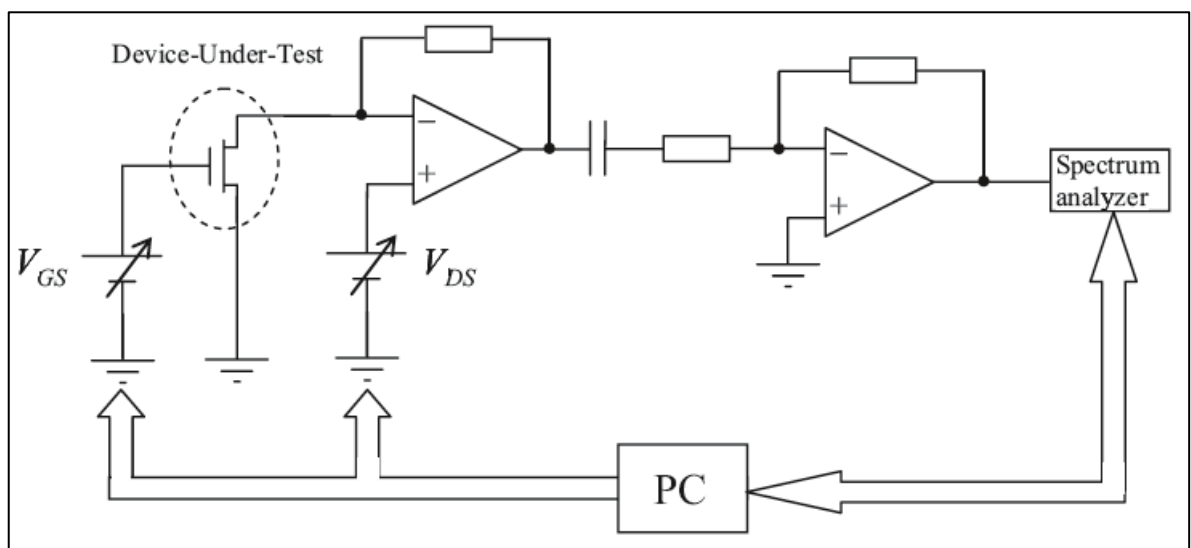 Device-Under-Test
−
+
−
+
Spectrum
analyzer
V_GS
V_DS
PC